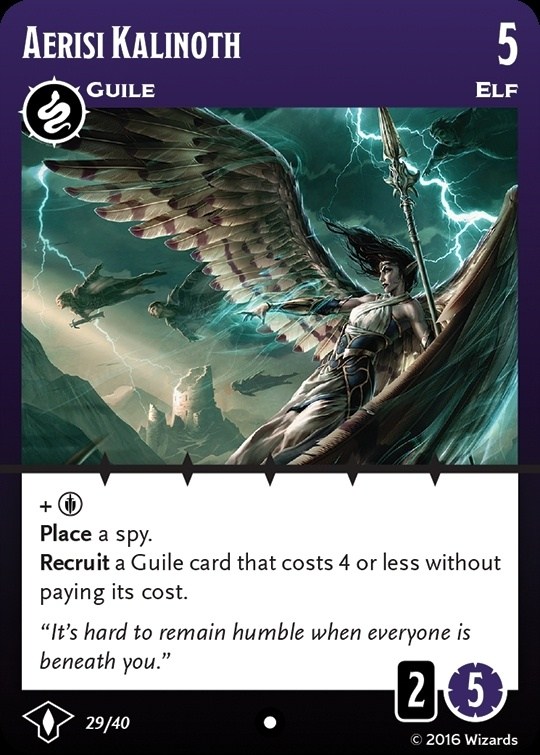 AERISI KALINOTH 5
GUILE ELF
+
Place a spy.
Recruit a Guile card that costs 4 or less without
paying its cost.
“It’s hard to remain humble when everyone is
beneath you.”
2 5
29/40
© 2016 Wizards